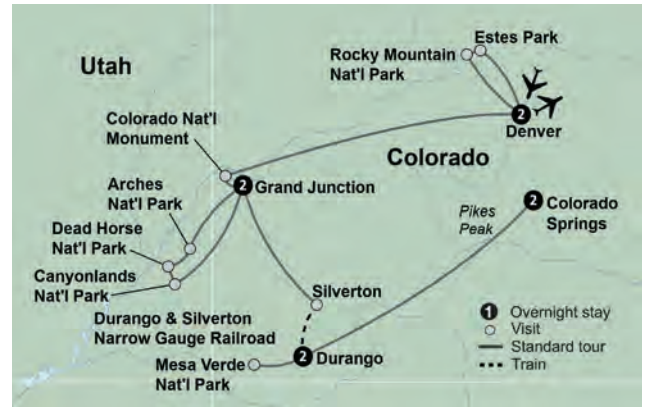 Utah
Estes Park
Rocky Mountain
Nat'l Park
2
Denver
Colorado Nat'l
Monument
Colorado
Arches
Nat'l Park
2
Grand Junction
Dead Horse
Nat'l Park
Canyonlands
Nat'l Park
Pikes
Peak
2
Colorado
Springs
Silverton
Durango & Silverton
Narrow Gauge Railroad
2
Durango
Mesa Verde
Nat'l Park
1 Overnight stay
Visit
Standard tour
Train